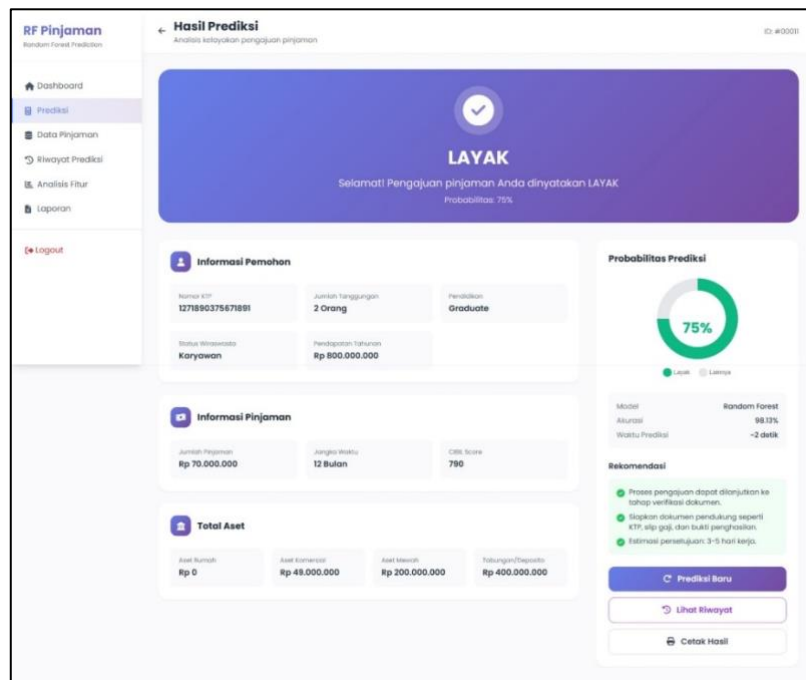 RF Pinjaman
Random Forest Prediction
Dashboard
Prediksi
Data Pinjaman
Riwayat Prediksi
Analisis Fitur
Laporan
Logout
Hasil Prediksi
Analisis kelayakan pengajuan pinjaman
ID: #00011
LAYAK
Selamat! Pengajuan pinjaman Anda dinyatakan LAYAK
Probabilitas: 75%
Informasi Pemohon
Nomor KTP
1271890375671891
Jumlah Tanggungan
2 Orang
Pendidikan
Graduate
Status Wiraswasta
Karyawan
Pendapatan Tahunan
Rp 800.000.000
Informasi Pinjaman
Jumlah Pinjaman
Rp 70.000.000
Jangka Waktu
12 Bulan
CIBIL Score
790
Total Aset
Aset Rumah
Rp 0
Aset Komersial
Rp 49.000.000
Aset Mewah
Rp 200.000.000
Tabungan/Deposito
Rp 400.000.000
Probabilitas Prediksi
75%
Layak
Lainnya
Model
Random Forest
Akurasi
98.13%
Waktu Prediksi
~2 detik
Rekomendasi
Proses pengajuan dapat dilanjutkan ke
tahap verifikasi dokumen.
Siapkan dokumen pendukung seperti
KTP, slip gaji, dan bukti penghasilan.
Estimasi persetujuan: 3-5 hari kerja.
Prediksi Baru
Lihat Riwayat
Cetak Hasil